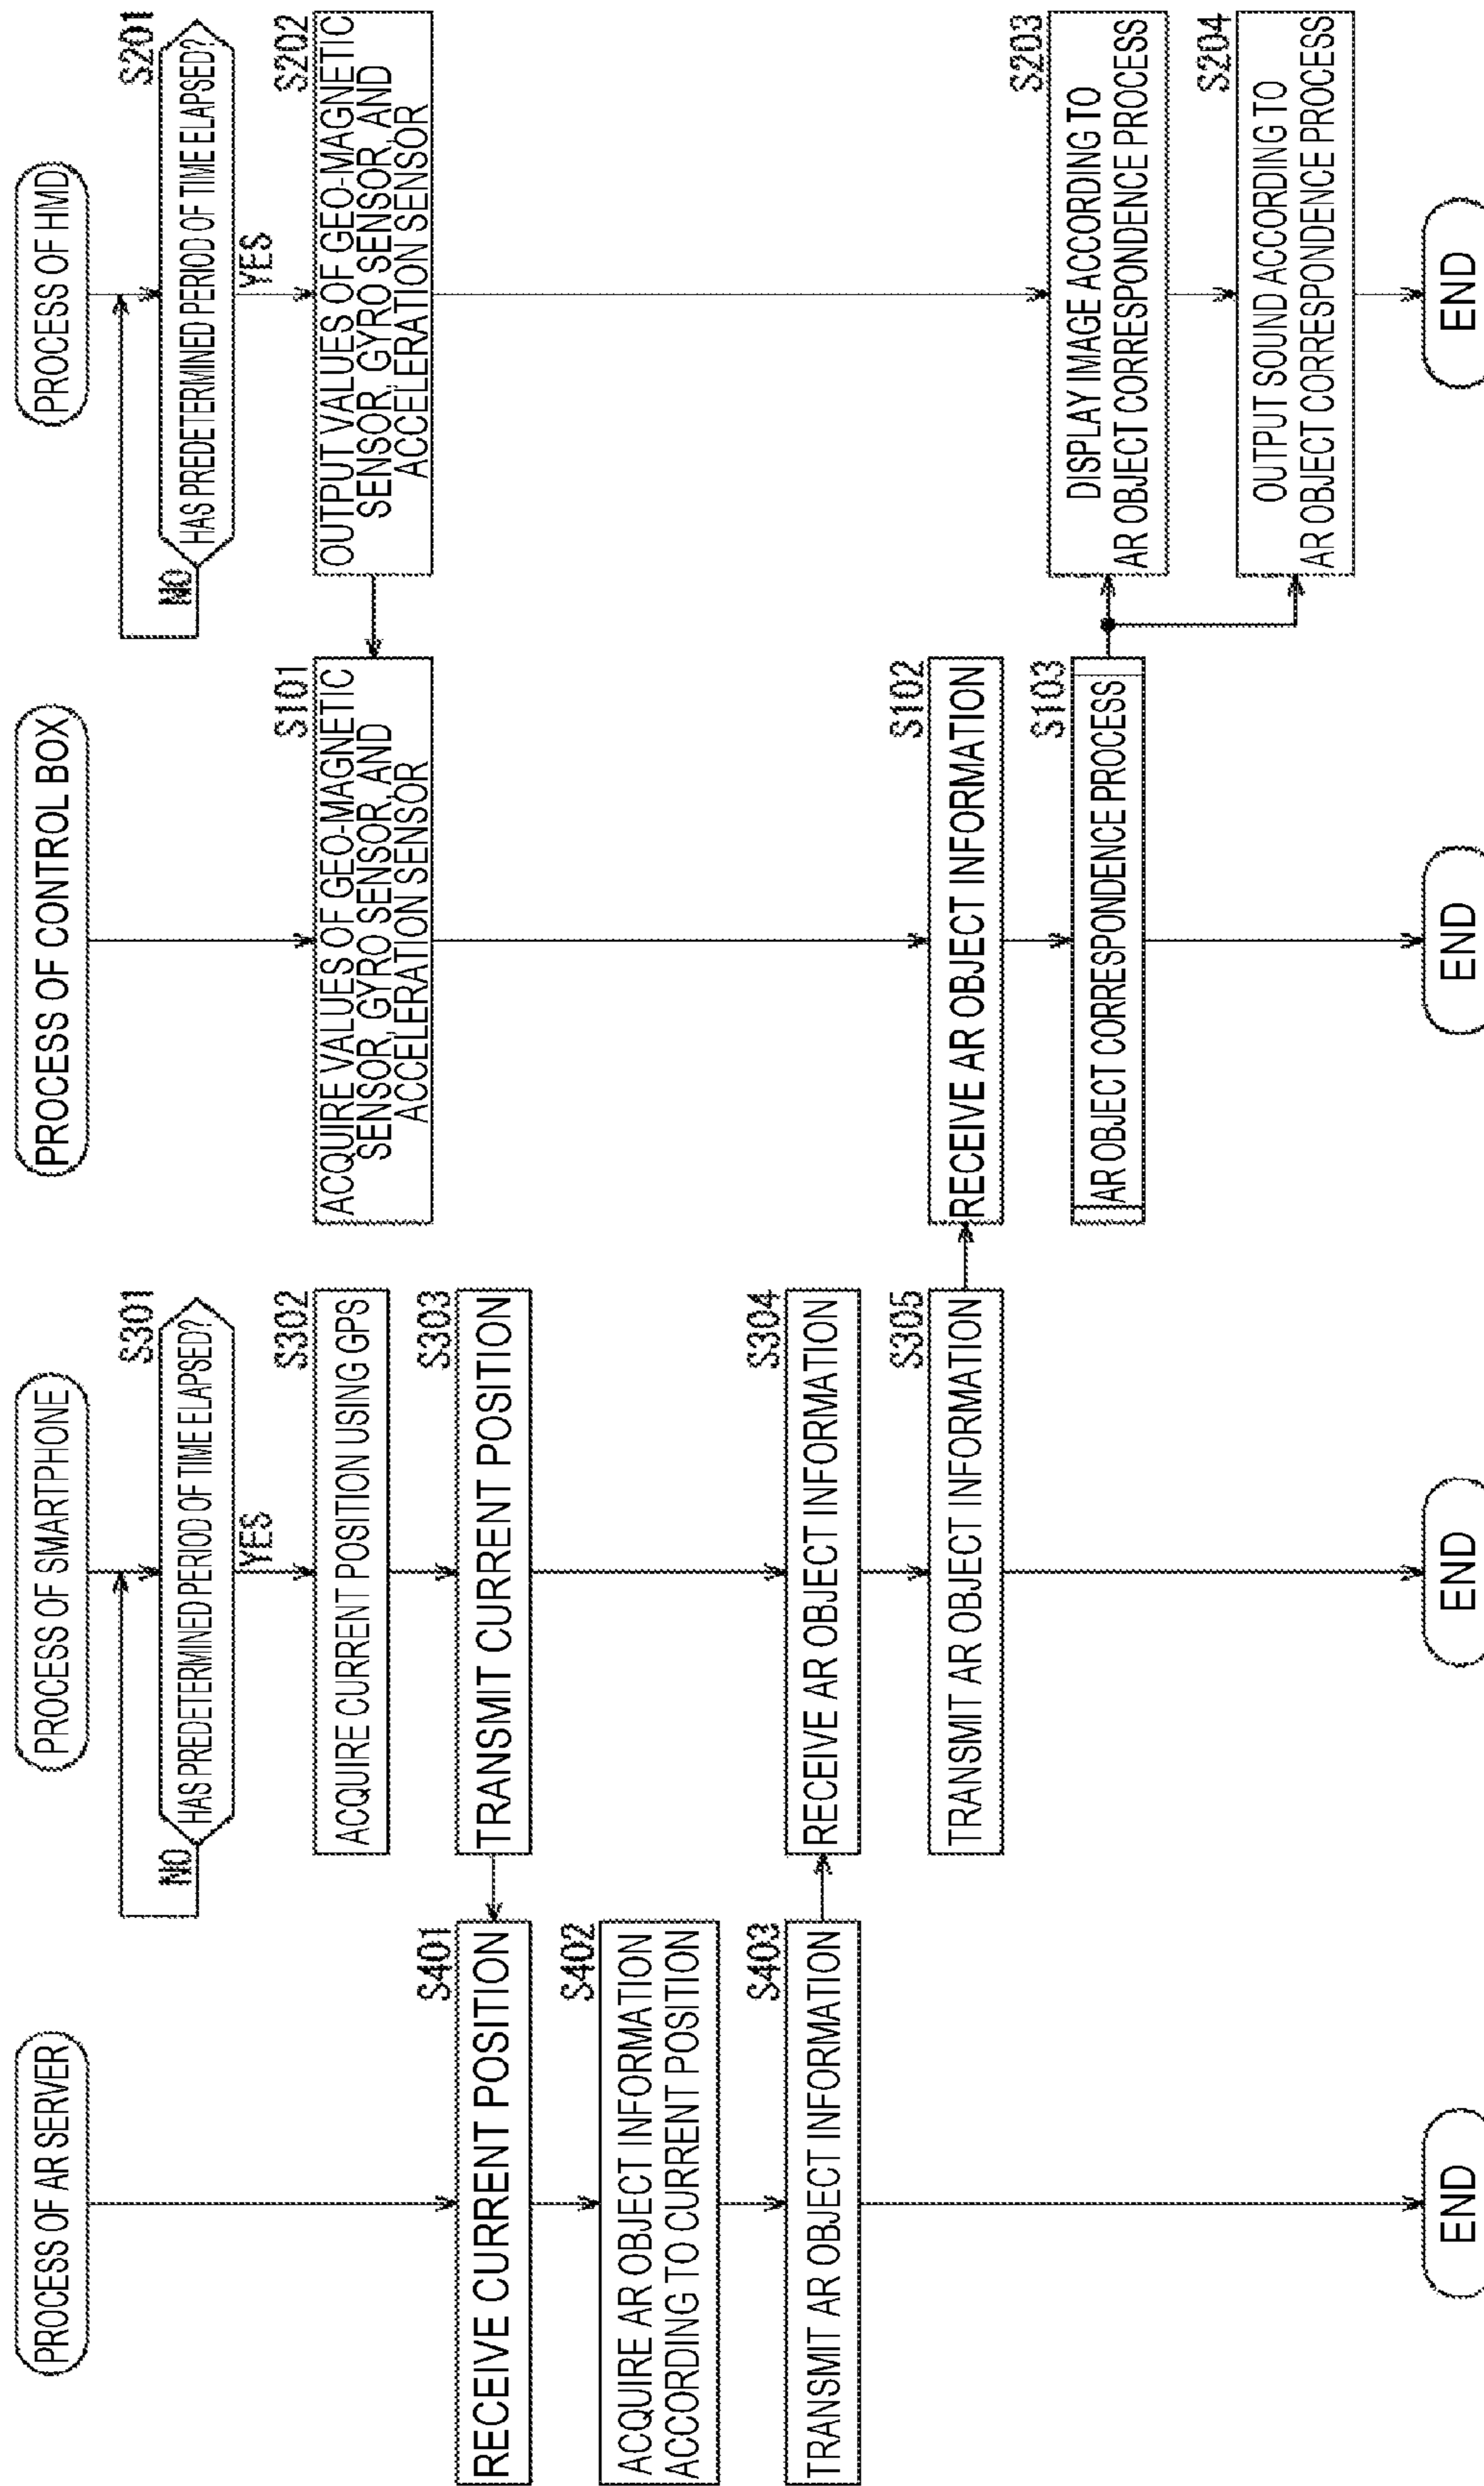 PROCESS OF AR SERVER
S401
RECEIVE CURRENT POSITION
S402
ACQUIRE AR OBJECT INFORMATION
ACCORDING TO CURRENT POSITION
S403
TRANSMIT AR OBJECT INFORMATION
END
PROCESS OF SMARTPHONE
S301
HAS PREDETERMINED PERIOD OF TIME ELAPSED?
NO
YES
S302
ACQUIRE CURRENT POSITION USING GPS
S303
TRANSMIT CURRENT POSITION
S304
RECEIVE AR OBJECT INFORMATION
S305
TRANSMIT AR OBJECT INFORMATION
END
PROCESS OF CONTROL BOX
S101
ACQUIRE VALUES OF GEO-MAGNETIC
SENSOR, GYRO SENSOR, AND
ACCELERATION SENSOR
S102
RECEIVE AR OBJECT INFORMATION
S103
AR OBJECT CORRESPONDENCE PROCESS
END
PROCESS OF HMD
S201
HAS PREDETERMINED PERIOD OF TIME ELAPSED?
NO
YES
S202
OUTPUT VALUES OF GEO-MAGNETIC
SENSOR, GYRO SENSOR, AND
ACCELERATION SENSOR
S203
DISPLAY IMAGE ACCORDING TO
AR OBJECT CORRESPONDENCE PROCESS
S204
OUTPUT SOUND ACCORDING TO
AR OBJECT CORRESPONDENCE PROCESS
END